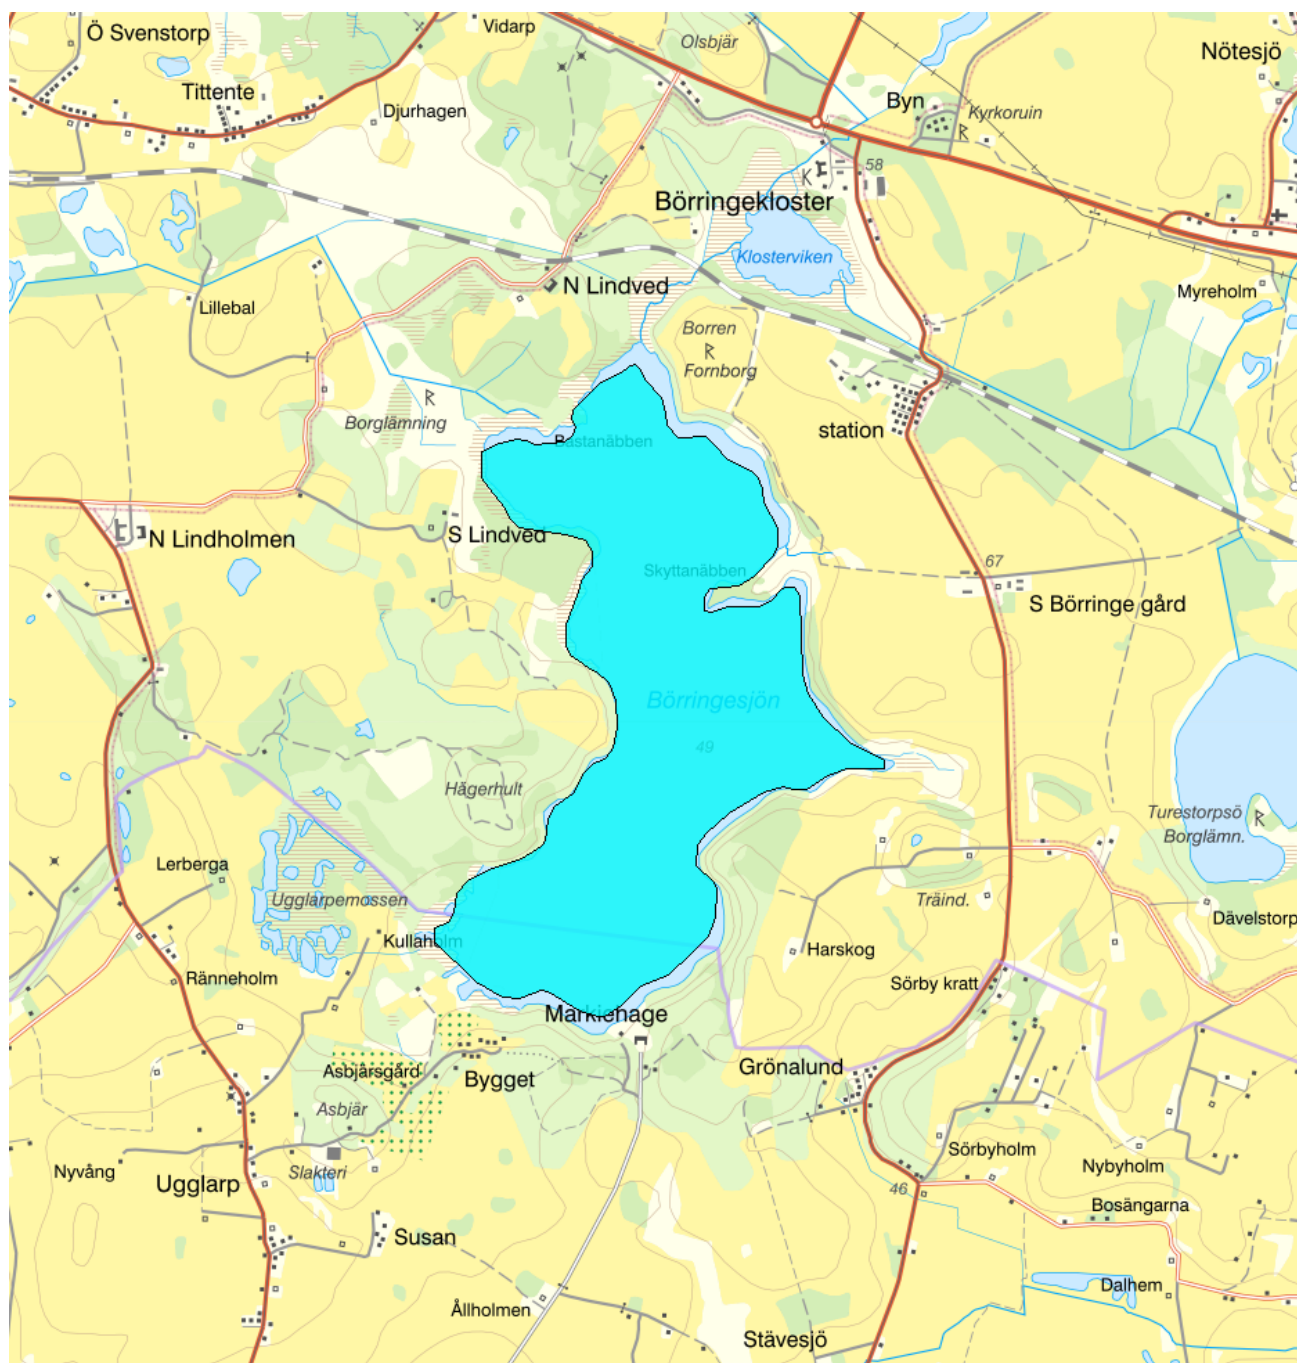 Vidarp
Ö Svenstorp
Olsbjär
Nötesjö
Tittente
Djurhagen
Byn
Kyrkoruin
58
Börringekloster
Klosterviken
N Lindved
Myreholm
Lillebal
Borren
Fornborg
Borglämning
station
Bastanäbben
S Lindved
N Lindholmen
67
Skyttanäbben
S Börringe gård
Börringesjön
49
Hägerhult
Turestorpsö
Borglämn.
Lerberga
Ugglarpemossen
Träind.
Dävelstorp
Kullaholm
Harskog
Ränneholm
Sörby kratt
Markiehage
Grönalund
Asbjärsgård
Bygget
Asbjär
Sörbyholm
Nyvång
Slakteri
Nybyholm
Ugglarp
46
Bosängarna
Susan
Dalhem
Ållholmen
Stävesjö